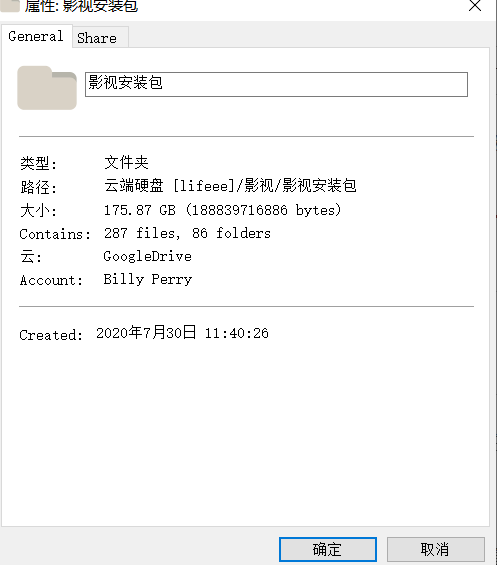 属性: 影视安装包
General
Share
影视安装包
类型: 文件夹
路径: 云端硬盘 [lifeee]/影视/影视安装包
大小: 175.87 GB (188839716886 bytes)
Contains: 287 files, 86 folders
云: GoogleDrive
Account: Billy Perry
Created: 2020年7月30日 11:40:26
确定
取消